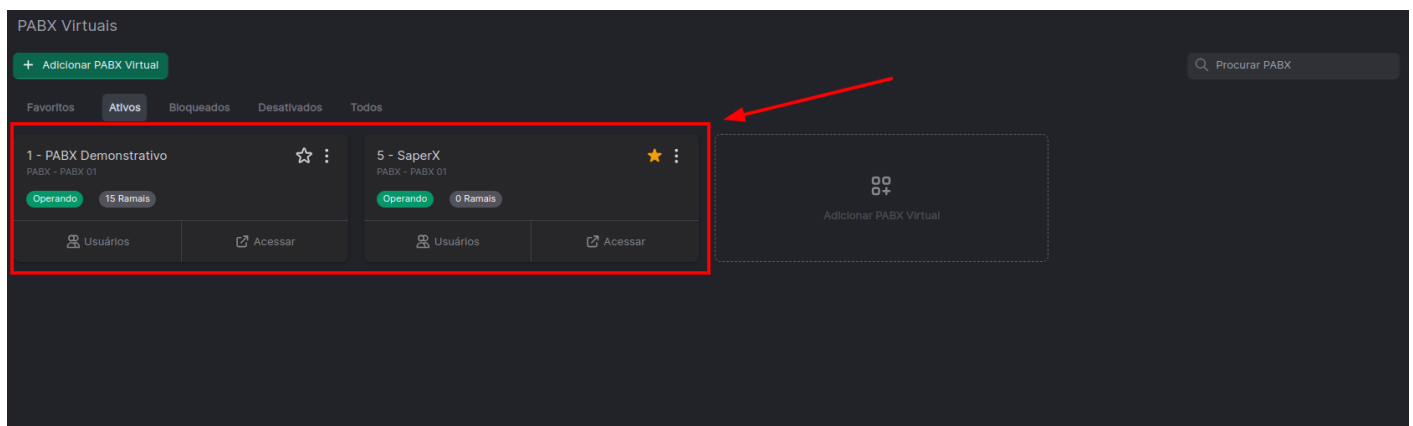 PABX Virtuais
+ Adicionar PABX Virtual
Procurar PABX
Favoritos Ativos Bloqueados Desativados Todos
1 - PABX Demonstrativo
PABX - PABX 01
Operando 15 Ramais
Usuários Acessar
5 - SaperX
PABX - PABX 01
Operando 0 Ramais
Usuários Acessar
Adicionar PABX Virtual